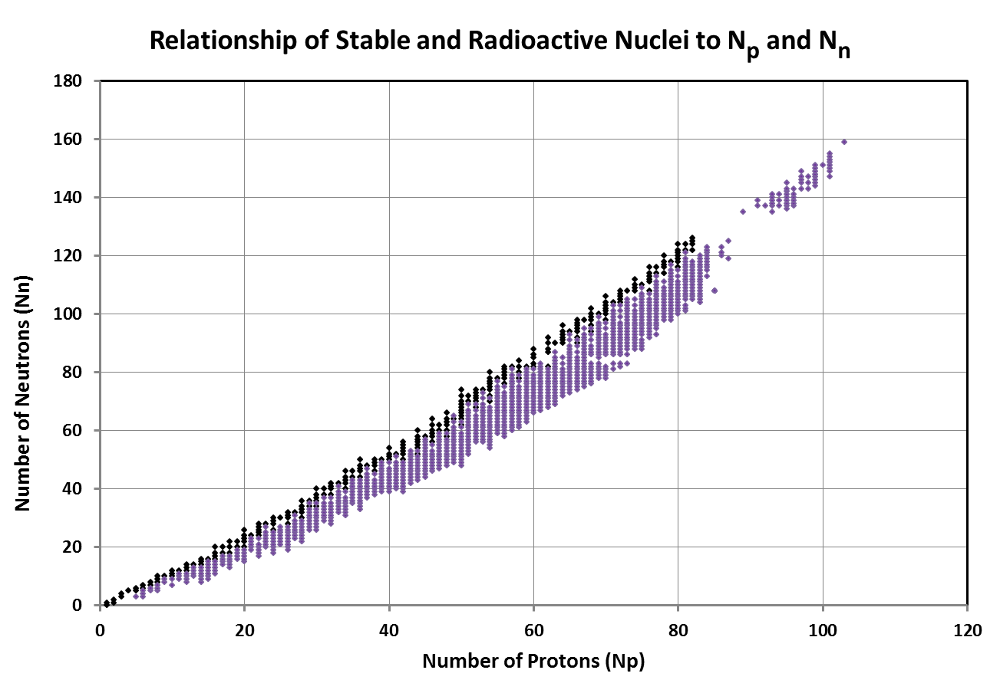 Relationship of Stable and Radioactive Nuclei to Np and Nn
180
160
140
120
100
80
60
40
20
0
Number of Neutrons (Nn)
0 20 40 60 80 100 120
Number of Protons (Np)